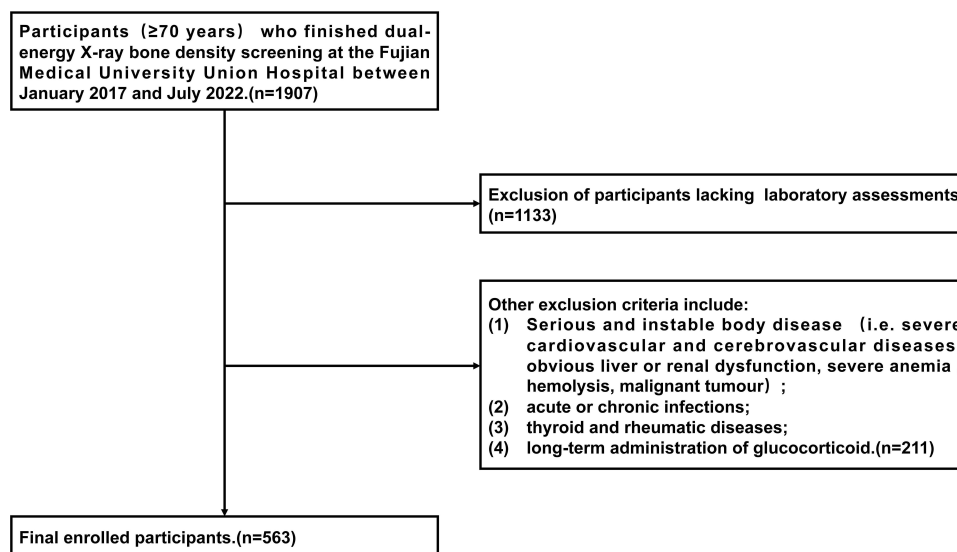 Participants（≥70 years） who finished dual-
energy X-ray bone density screening at the Fujian
Medical University Union Hospital between
January 2017 and July 2022.(n=1907)
Exclusion of participants lacking laboratory assessments
(n=1133)
Other exclusion criteria include:
(1) Serious and instable body disease （i.e. severe
cardiovascular and cerebrovascular diseases
obvious liver or renal dysfunction, severe anemia
hemolysis, malignant tumour）;
(2) acute or chronic infections;
(3) thyroid and rheumatic diseases;
(4) long-term administration of glucocorticoid.(n=211)
Final enrolled participants.(n=563)